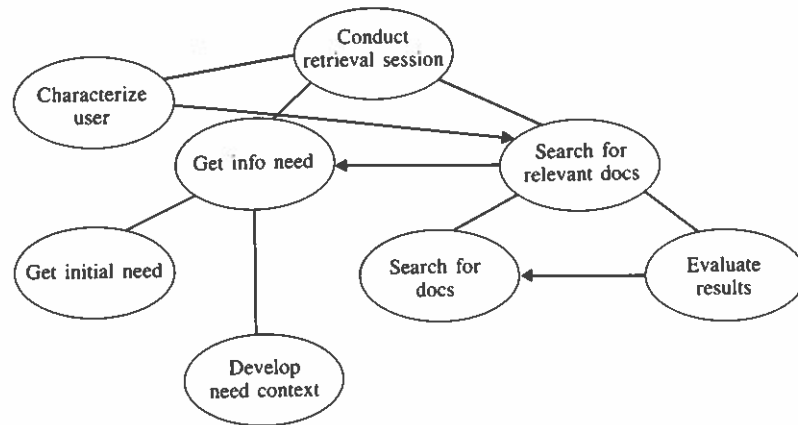 Conduct
retrieval session
Characterize
user
Get info need
Search for
relevant docs
Get initial need
Search for
docs
Evaluate
results
Develop
need context